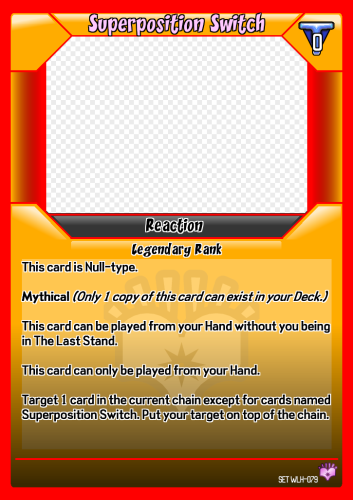 Superposition Switch
0
Reaction
Legendary Rank
This card is Null-type.
Mythical (Only 1 copy of this card can exist in your Deck.)
This card can be played from your Hand without you being
in The Last Stand.
This card can only be played from your Hand.
Target 1 card in the current chain except for cards named
Superposition Switch. Put your target on top of the chain.
SET WLH-079